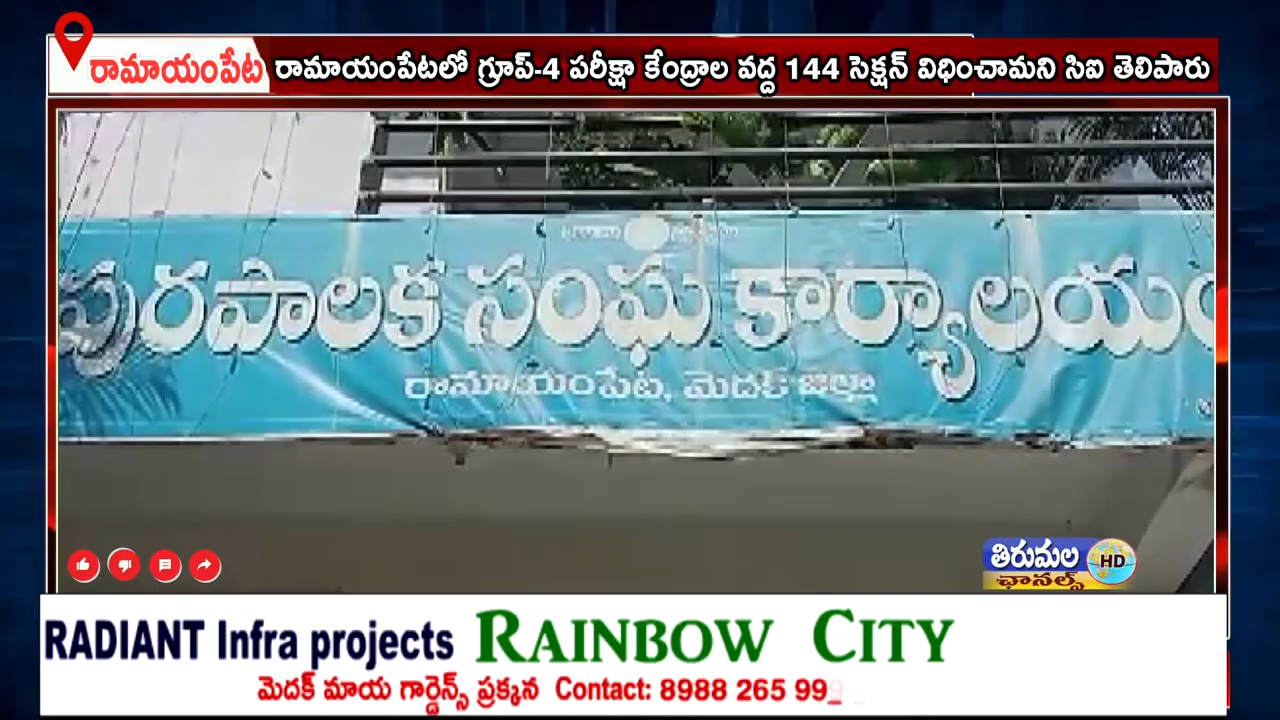 రామాయంపేట
రామాయంపేటలో గ్రూప్-4 పరీక్షా కేంద్రాల వద్ద 144 సెక్షన్ విధించామని సిఐ తెలిపారు
పురపాలక సంఘ కార్యాలయం
రామాయంపేట, మెదక్ జిల్లా
తిరుమల
ఛానల్స్
HD
RADIANT Infra projects RAINBOW CITY
మెదక్ మాయ గార్డెన్స్ ప్రక్కన Contact: 8988 265 99